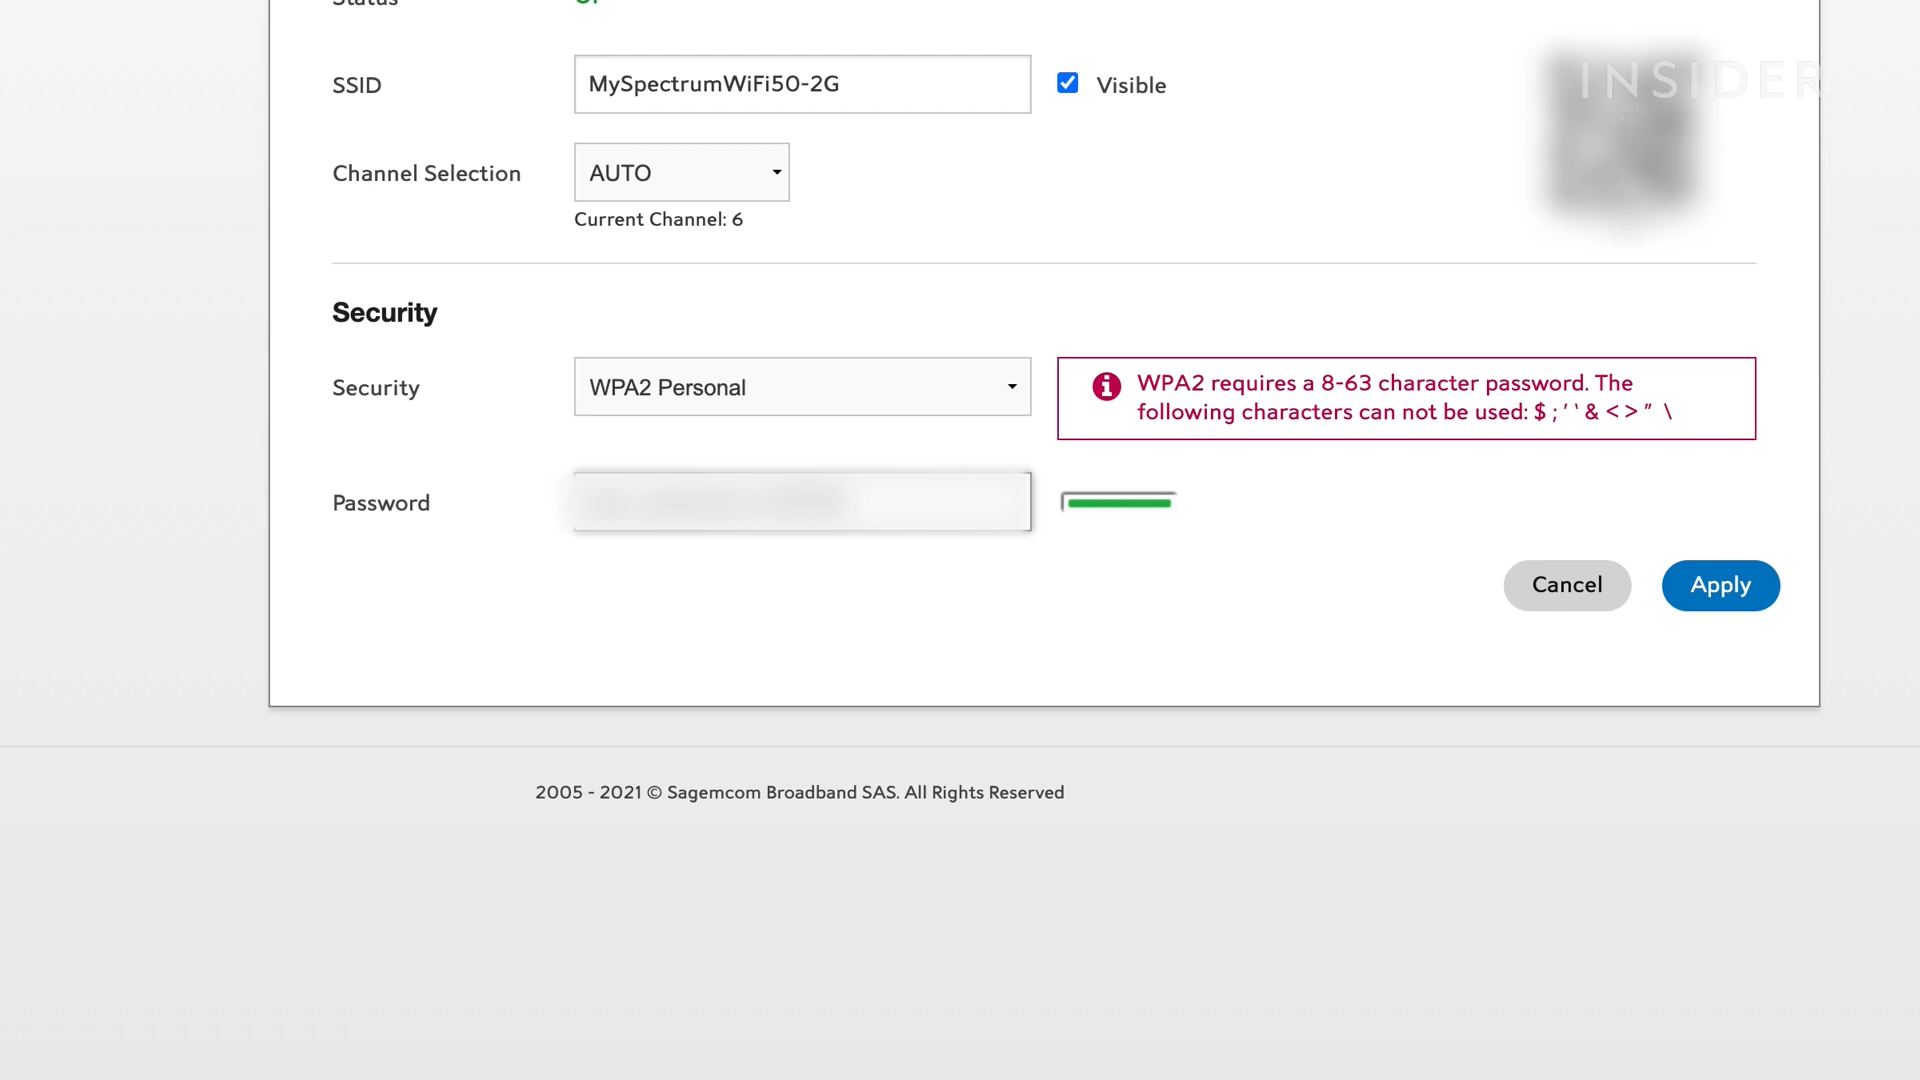 Status
INSIDER
SSID
MySpectrumWiFi50-2G
Visible
Channel Selection
AUTO
Current Channel: 6
Security
Security
WPA2 Personal
WPA2 requires a 8-63 character password. The
following characters can not be used: $ ; ' ` & < > " \
Password
Cancel
Apply
2005 - 2021 © Sagemcom Broadband SAS. All Rights Reserved